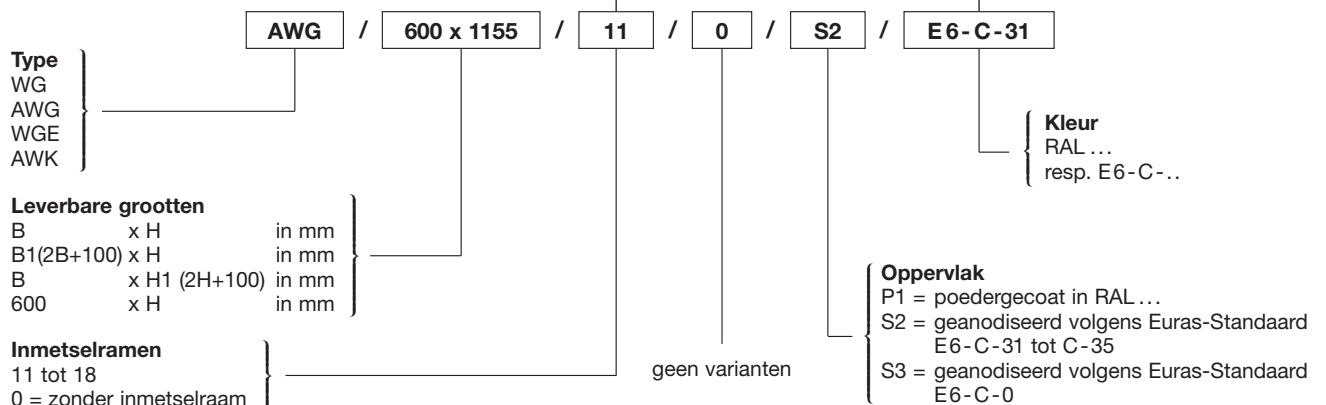 AWG / 600 x 1155 / 11 / 0 / S2 / E6-C-31
Type
WG
AWG
WGE
AWK
Kleur
RAL ...
resp. E6-C-..
Leverbare grootten
B x H in mm
B1(2B+100) x H in mm
B x H1 (2H+100) in mm
600 x H in mm
Oppervlak
P1 = poedergecoat in RAL ...
S2 = geanodiseerd volgens Euras-Standaard
E6-C-31 tot C-35
S3 = geanodiseerd volgens Euras-Standaard
E6-C-0
Inmetselramen
11 tot 18
0 = zonder inmetselraam
geen varianten